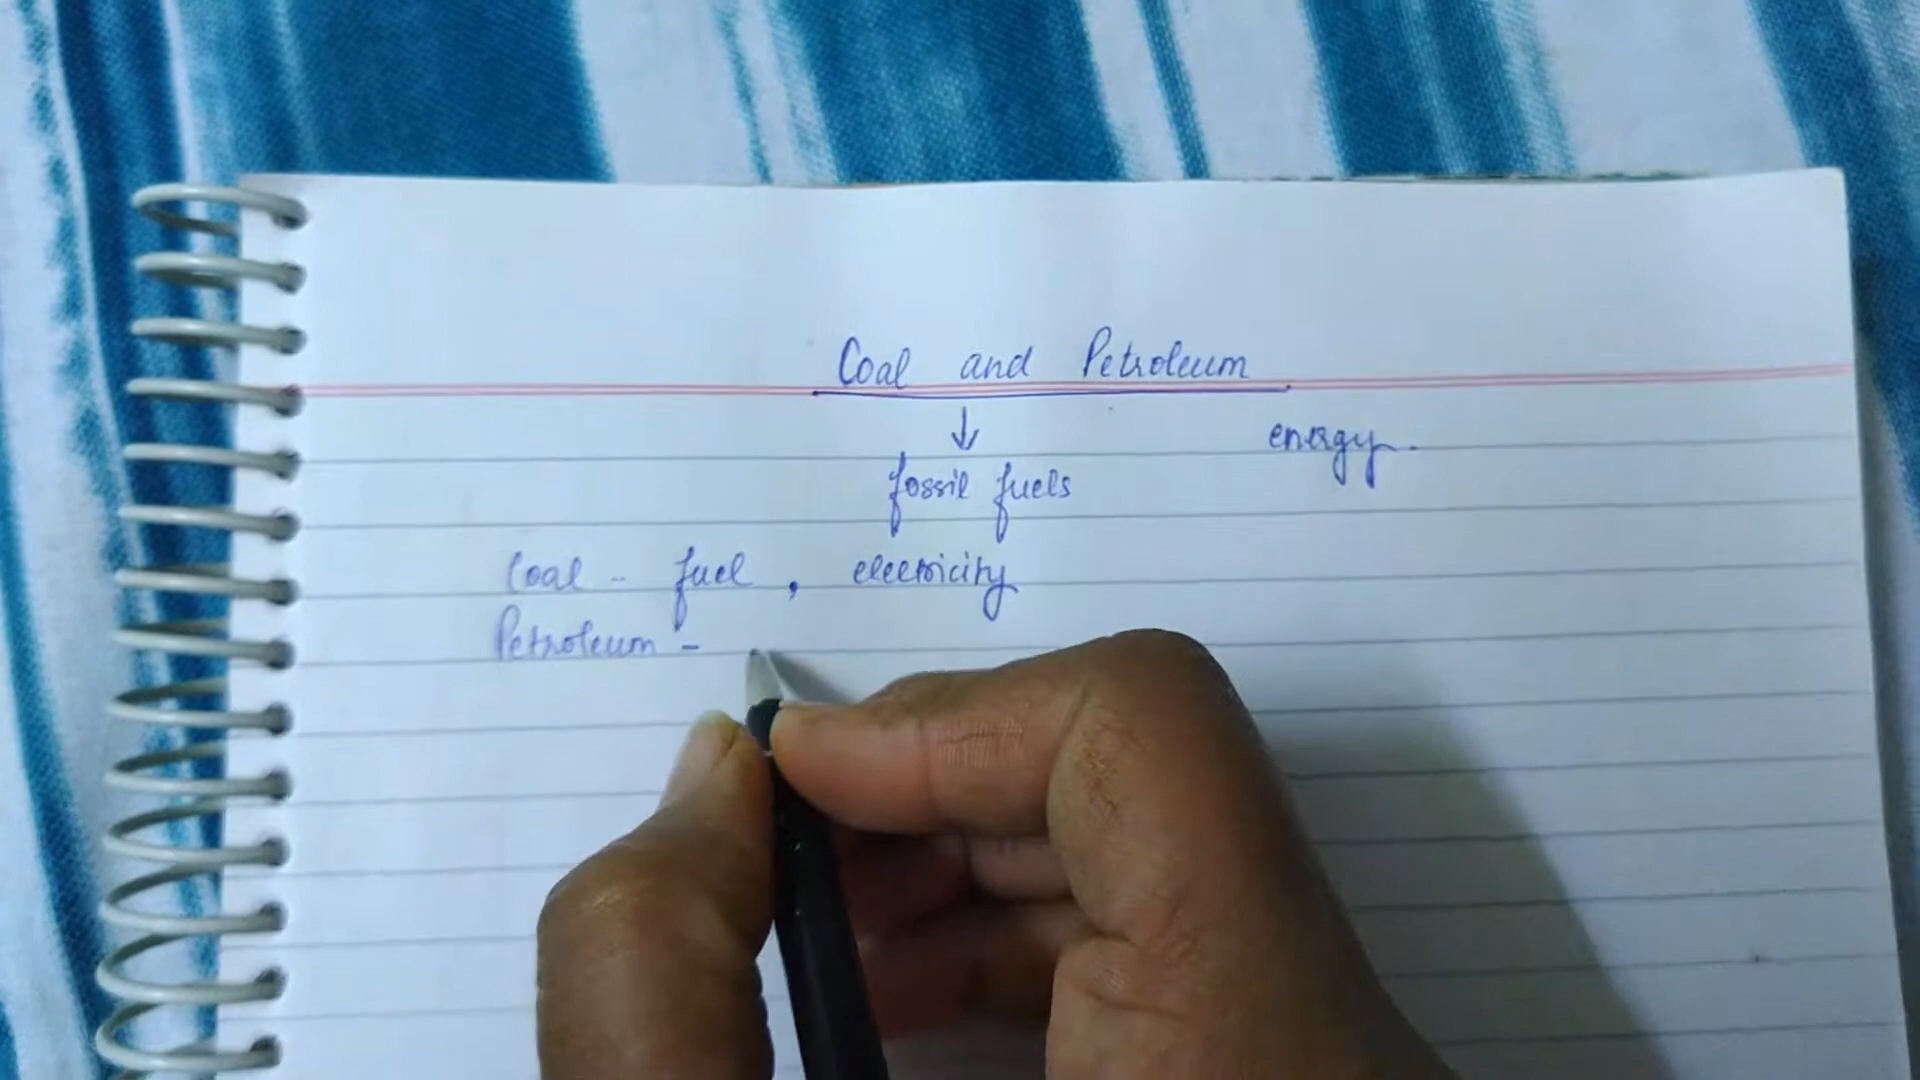 Coal and Petroleum
↓
energy.
fossil fuels
Coal - fuel, electricity
Petroleum -